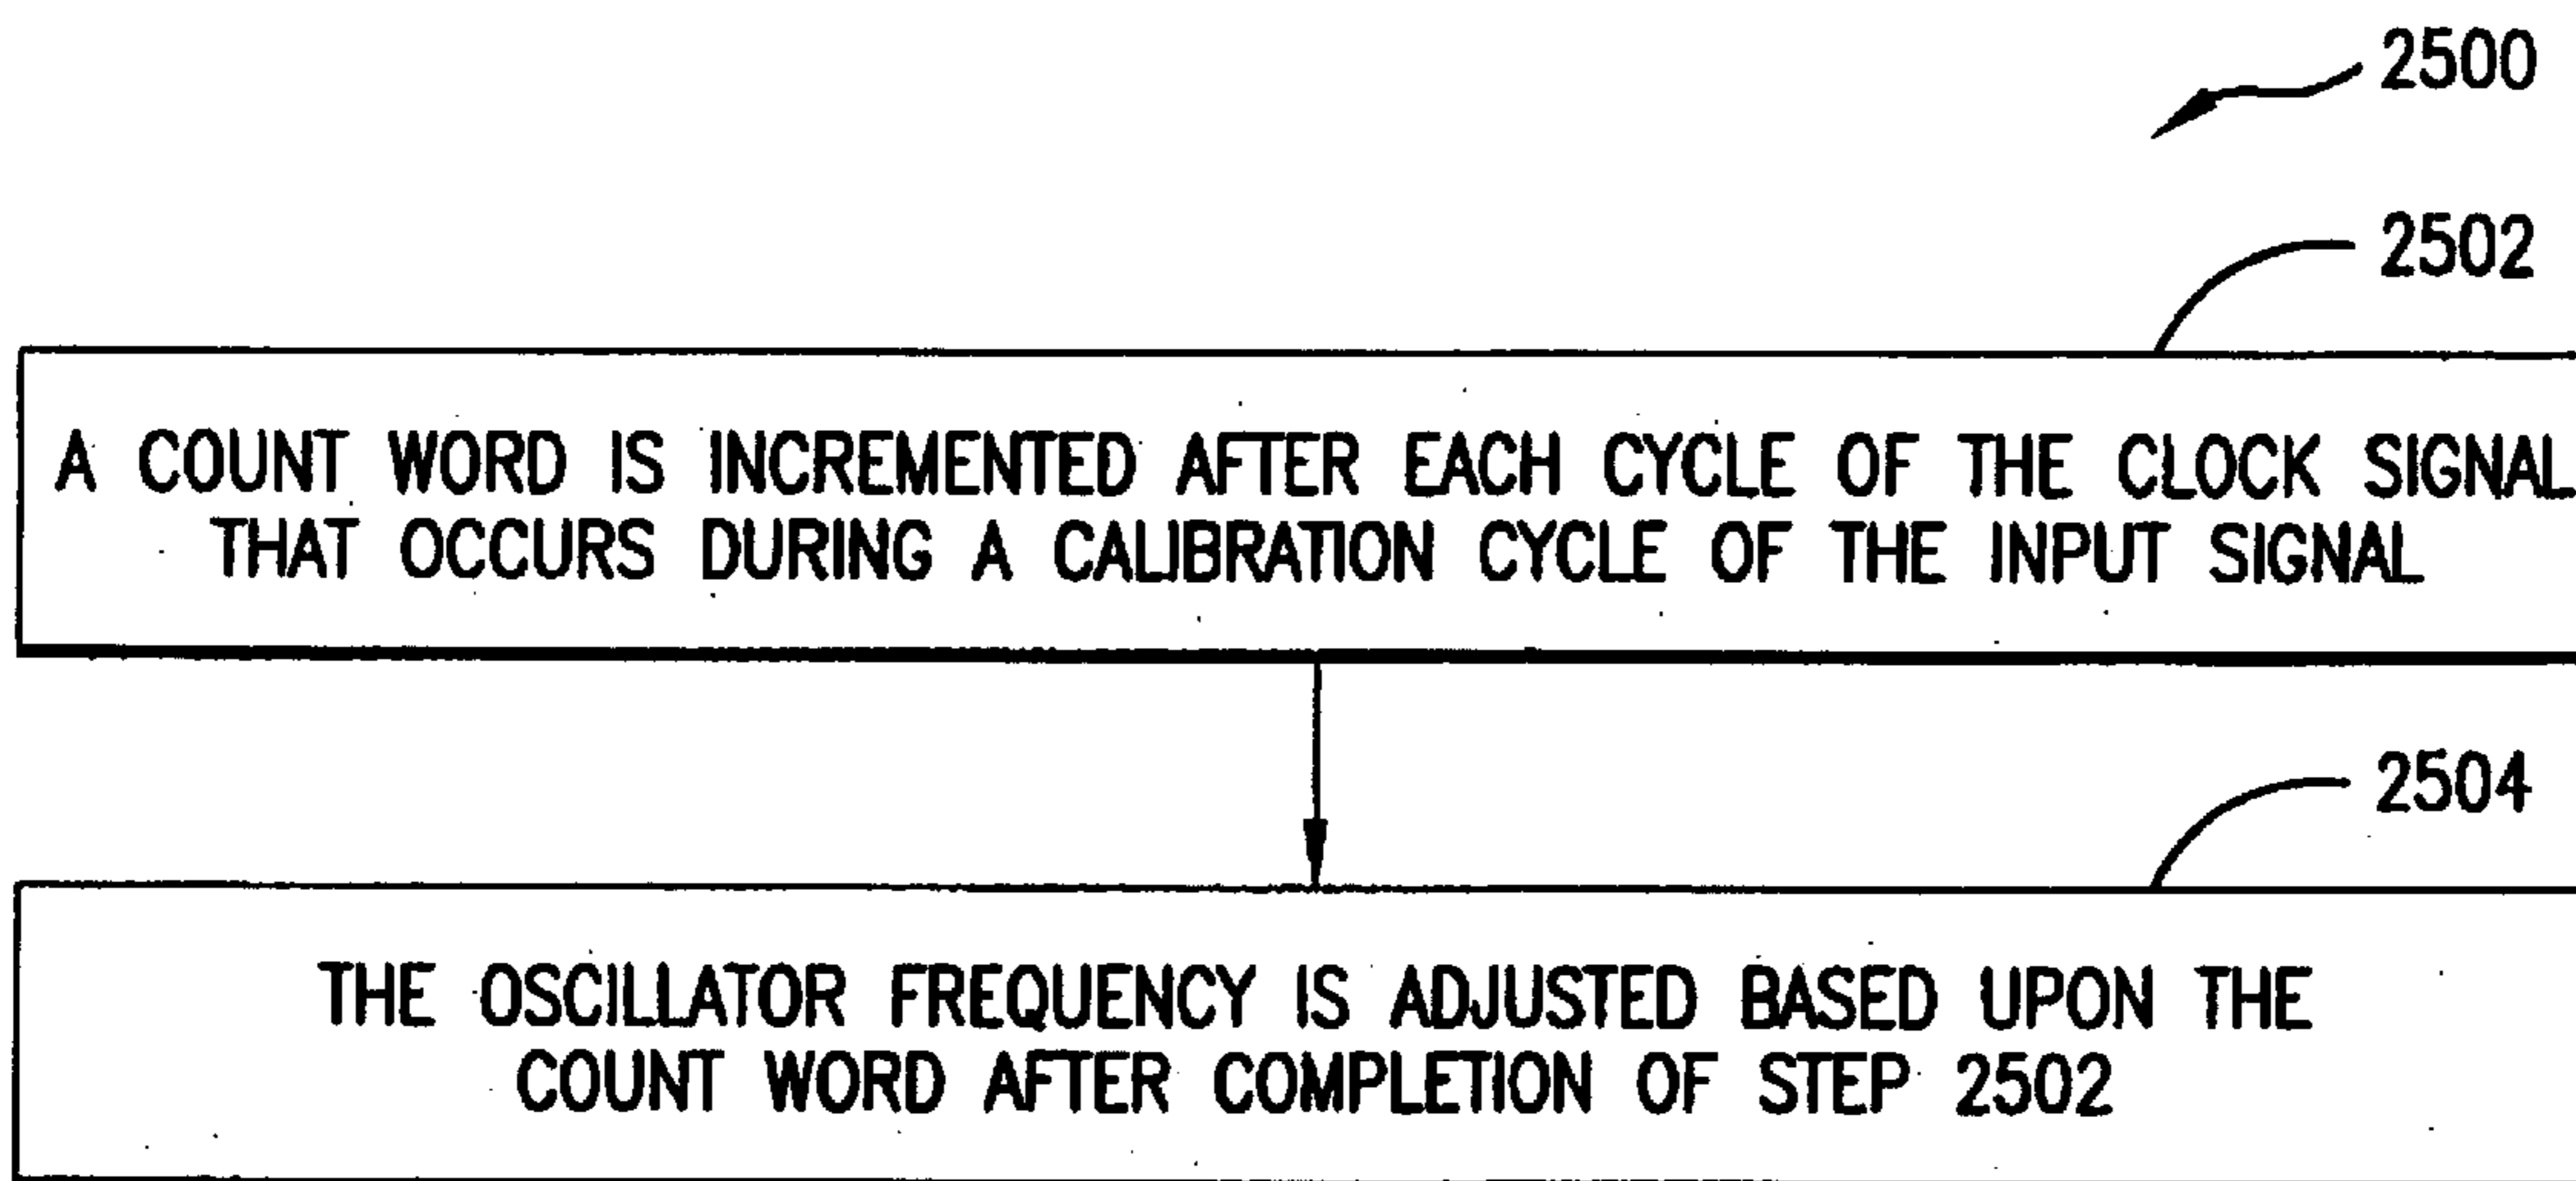 2500
2502
A COUNT WORD IS INCREMENTED AFTER EACH CYCLE OF THE CLOCK SIGNAL
THAT OCCURS DURING A CALIBRATION CYCLE OF THE INPUT SIGNAL
2504
THE OSCILLATOR FREQUENCY IS ADJUSTED BASED UPON THE
COUNT WORD AFTER COMPLETION OF STEP 2502